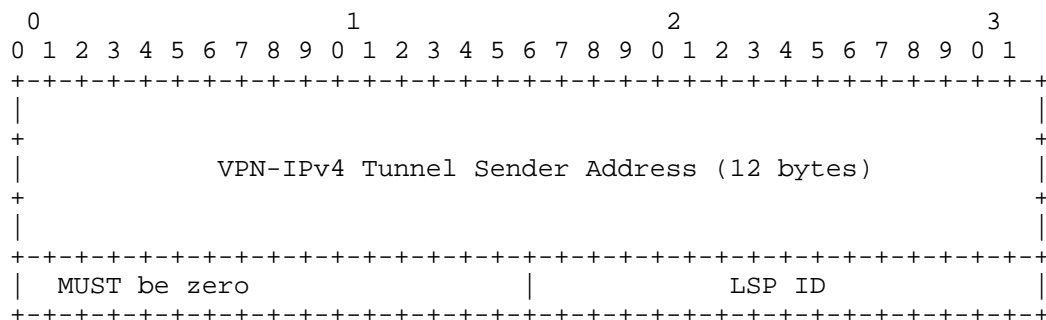 0                   1                   2                   3
0 1 2 3 4 5 6 7 8 9 0 1 2 3 4 5 6 7 8 9 0 1 2 3 4 5 6 7 8 9 0 1
+-+-+-+-+-+-+-+-+-+-+-+-+-+-+-+-+-+-+-+-+-+-+-+-+-+-+-+-+-+-+-+-+
|                                                               |
+                                                               +
|            VPN-IPv4 Tunnel Sender Address (12 bytes)          |
+                                                               +
|                                                               |
+-+-+-+-+-+-+-+-+-+-+-+-+-+-+-+-+-+-+-+-+-+-+-+-+-+-+-+-+-+-+-+-+
|  MUST be zero                 |            LSP ID             |
+-+-+-+-+-+-+-+-+-+-+-+-+-+-+-+-+-+-+-+-+-+-+-+-+-+-+-+-+-+-+-+-+